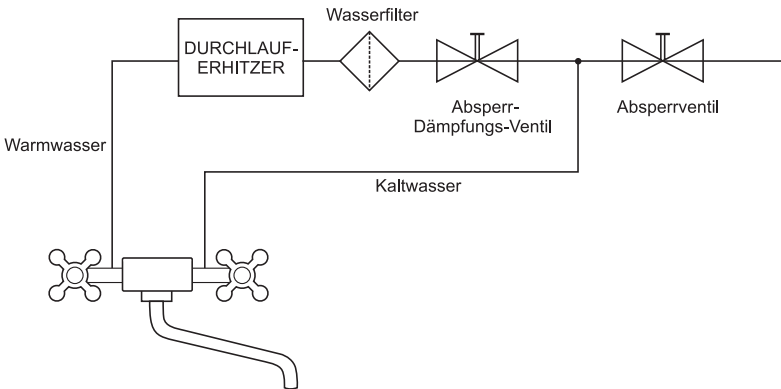 Wasserfilter
DURCHLAUF-
ERHITZER
Absperr-
Dämpfungs-Ventil
Absperrventil
Warmwasser
Kaltwasser